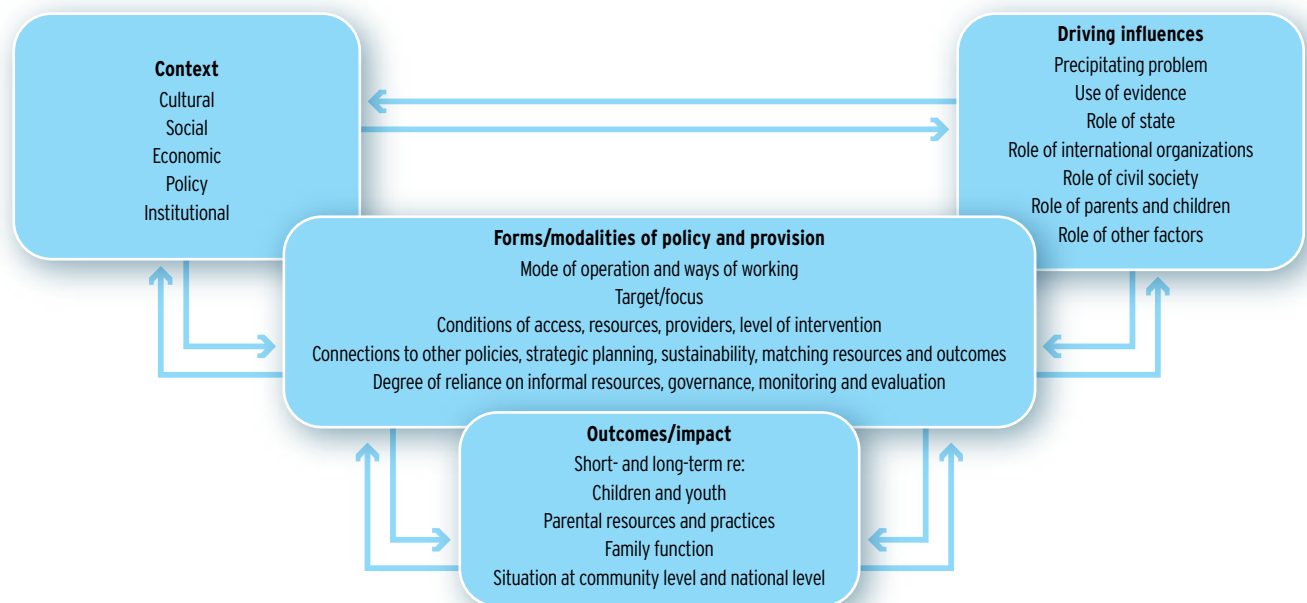 Context
Cultural
Social
Economic
Policy
Institutional
Driving influences
Precipitating problem
Use of evidence
Role of state
Role of international organizations
Role of civil society
Role of parents and children
Role of other factors
Forms/modalities of policy and provision
Mode of operation and ways of working
Target/focus
Conditions of access, resources, providers, level of intervention
Connections to other policies, strategic planning, sustainability, matching resources and outcomes
Degree of reliance on informal resources, governance, monitoring and evaluation
Outcomes/impact
Short- and long-term re:
Children and youth
Parental resources and practices
Family function
Situation at community level and national level